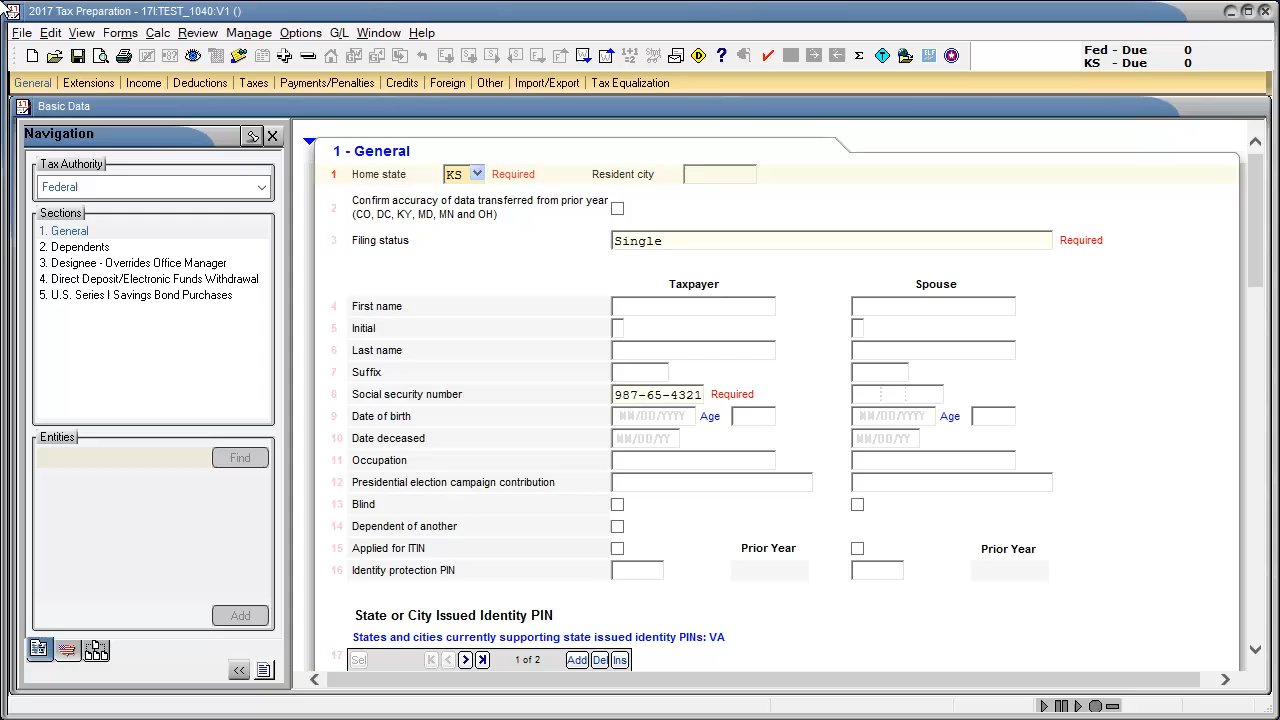 2017 Tax Preparation - 17I:TEST_1040:V1 ()
File Edit View Forms Calc Review Manage Options G/L Window Help
Fed - Due 0
KS - Due 0
General Extensions Income Deductions Taxes Payments/Penalties Credits Foreign Other Import/Export Tax Equalization
Basic Data
Navigation
Tax Authority
Federal
Sections
1. General
2. Dependents
3. Designee - Overrides Office Manager
4. Direct Deposit/Electronic Funds Withdrawal
5. U.S. Series I Savings Bond Purchases
Entities
Find
Add
1 - General
1 Home state KS Required Resident city
2 Confirm accuracy of data transferred from prior year
(CO, DC, KY, MD, MN and OH)
3 Filing status Single Required
Taxpayer Spouse
4 First name
5 Initial
6 Last name
7 Suffix
8 Social security number 987-65-4321 Required
9 Date of birth MM/DD/YYYY Age MM/DD/YYYY Age
10 Date deceased MM/DD/YY MM/DD/YY
11 Occupation
12 Presidential election campaign contribution
13 Blind
14 Dependent of another
15 Applied for ITIN Prior Year Prior Year
16 Identity protection PIN
State or City Issued Identity PIN
States and cities currently supporting state issued identity PINs: VA
17 Sel 1 of 2 Add Del Ins